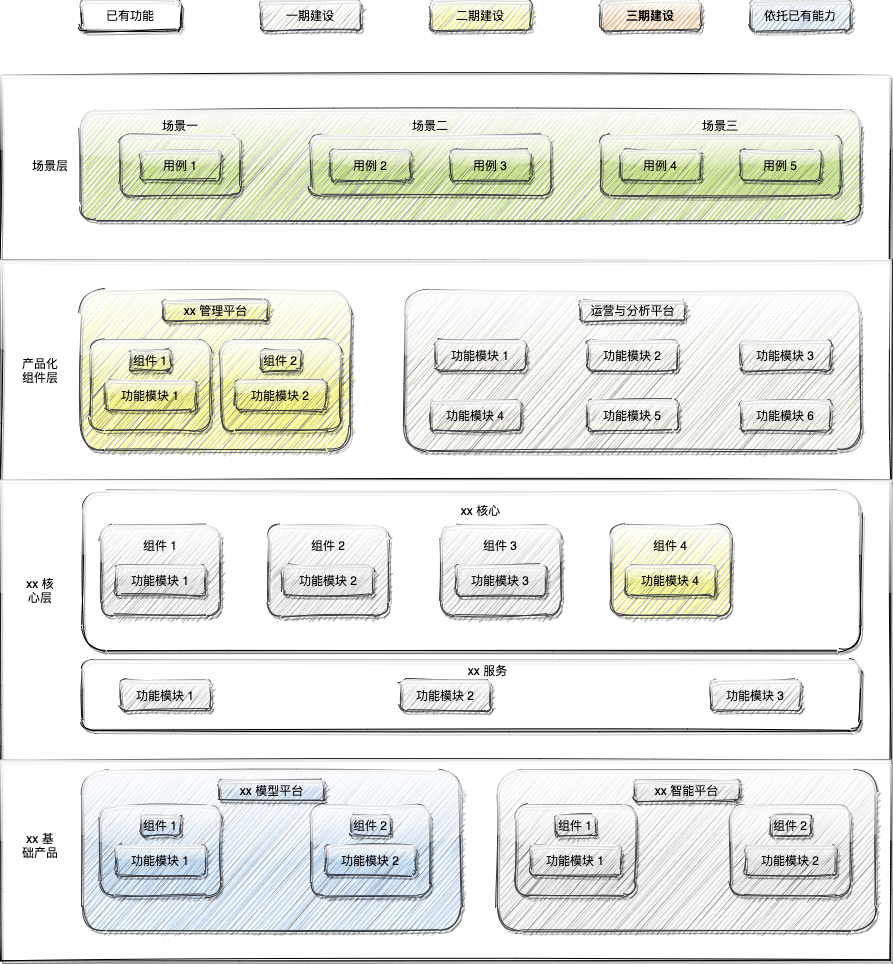 已有功能
一期建设
二期建设
三期建设
依托已有能力
场景层
场景一
场景二
场景三
用例 1
用例 2
用例 3
用例 4
用例 5
产品化
组件层
xx 管理平台
组件 1
组件 2
功能模块 1
功能模块 2
运营与分析平台
功能模块 1
功能模块 2
功能模块 3
功能模块 4
功能模块 5
功能模块 6
xx 核
心层
xx 核心
组件 1
组件 2
组件 3
组件 4
功能模块 1
功能模块 2
功能模块 3
功能模块 4
xx 服务
功能模块 1
功能模块 2
功能模块 3
xx 基
础产品
xx 模型平台
组件 1
组件 2
功能模块 1
功能模块 2
xx 智能平台
组件 1
组件 2
功能模块 1
功能模块 2